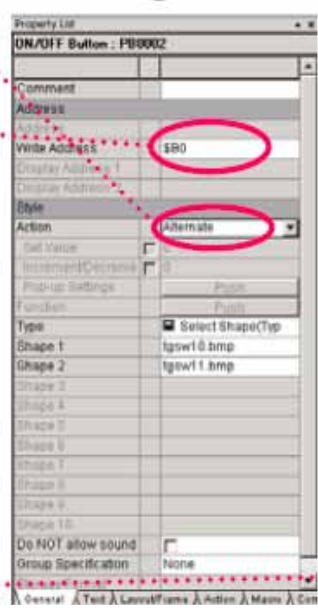 Property List
ON/OFF Button : PB0002
Comment
Address
Address
Write Address $B0
Display Address 1
Display Address
Style
Action Alternate
Set Value 0
Increment/Decreme 0
Pop-up Settings Push
Function Push
Type Select Shape(Typ
Shape 1 tgsw10.bmp
Shape 2 tgsw11.bmp
Shape 3
Shape 4
Shape 5
Shape 6
Shape 7
Shape 8
Shape 9
Shape 10
Do NOT allow sound
Group Specification None
General Text Layout/Frame Action Macro Com